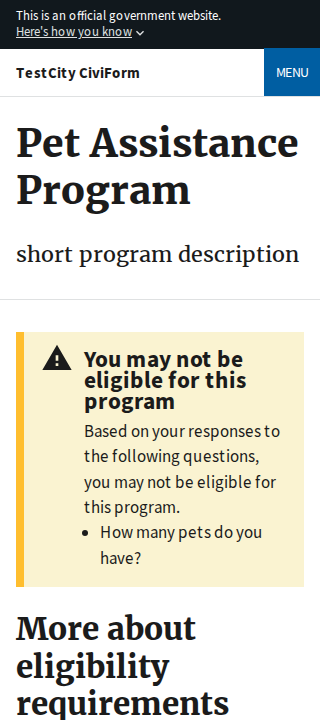 This is an official government website.
Here's how you know
TestCity CiviForm
MENU
Pet Assistance
Program
short program description
You may not be
eligible for this
program
Based on your responses to
the following questions,
you may not be eligible for
this program.
• How many pets do you
have?
More about
eligibility
requirements